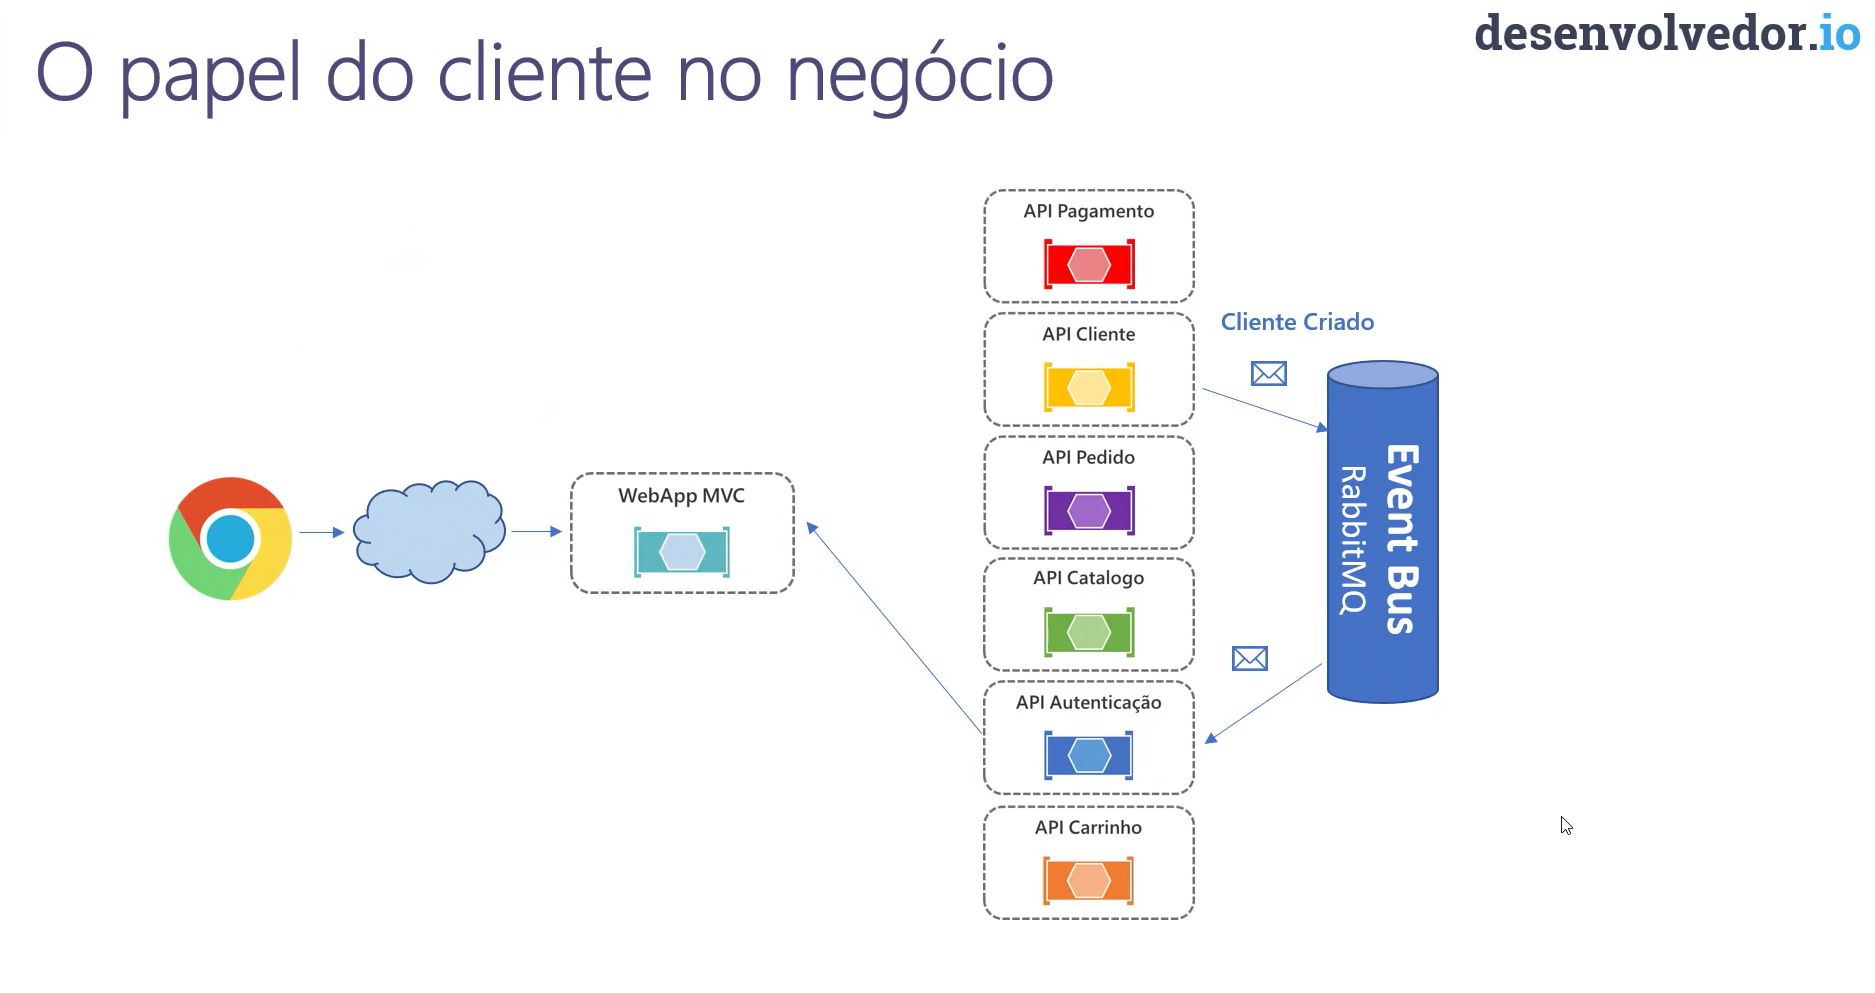 desenvolvedor.io
O papel do cliente no negócio
API Pagamento
API Cliente
Cliente Criado
API Pedido
WebApp MVC
Event Bus
RabbitMQ
API Catalogo
API Autenticação
API Carrinho